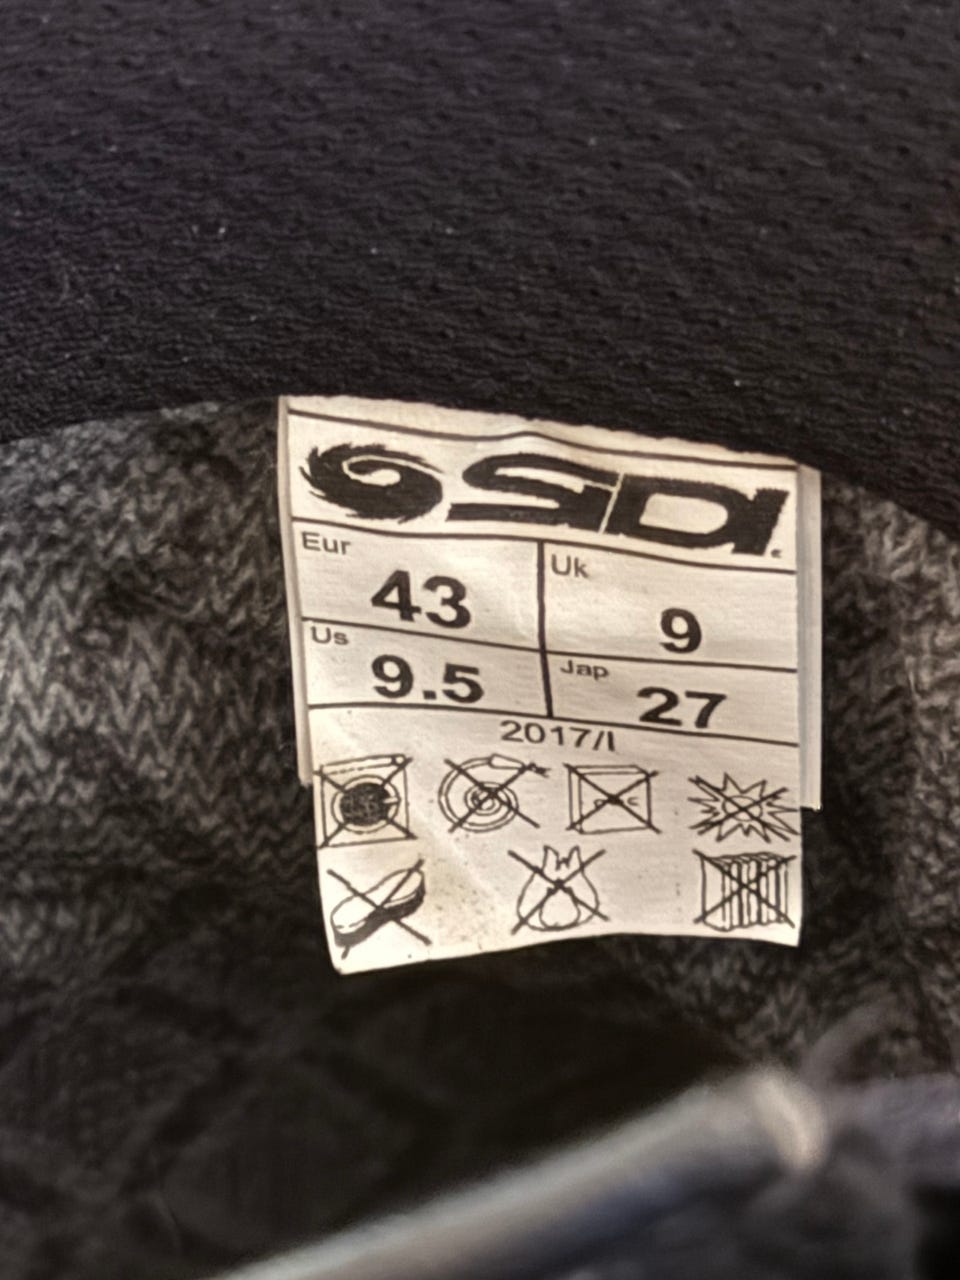 SIDI
Eur
43
Uk
9
Us
9.5
Jap
27
2017/I